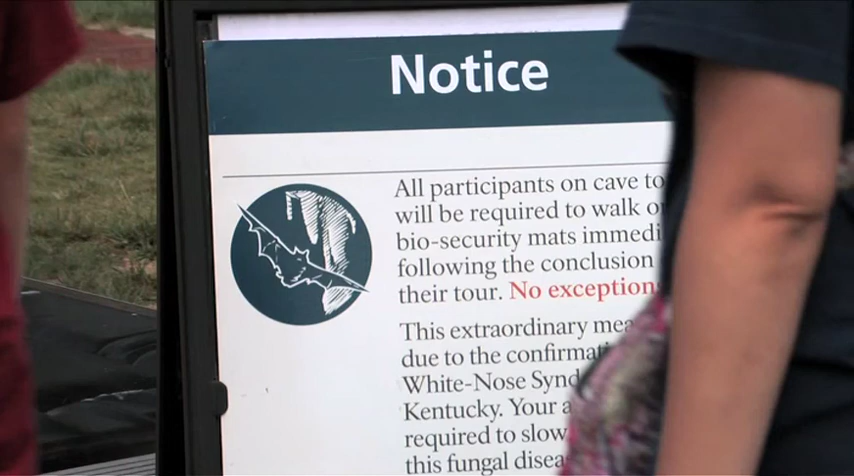 Notice
All participants on cave to
will be required to walk o
bio-security mats immedi
following the conclusion
their tour. No exception
This extraordinary mea
due to the confirmati
White-Nose Synd
Kentucky. Your a
required to slow
this fungal disea